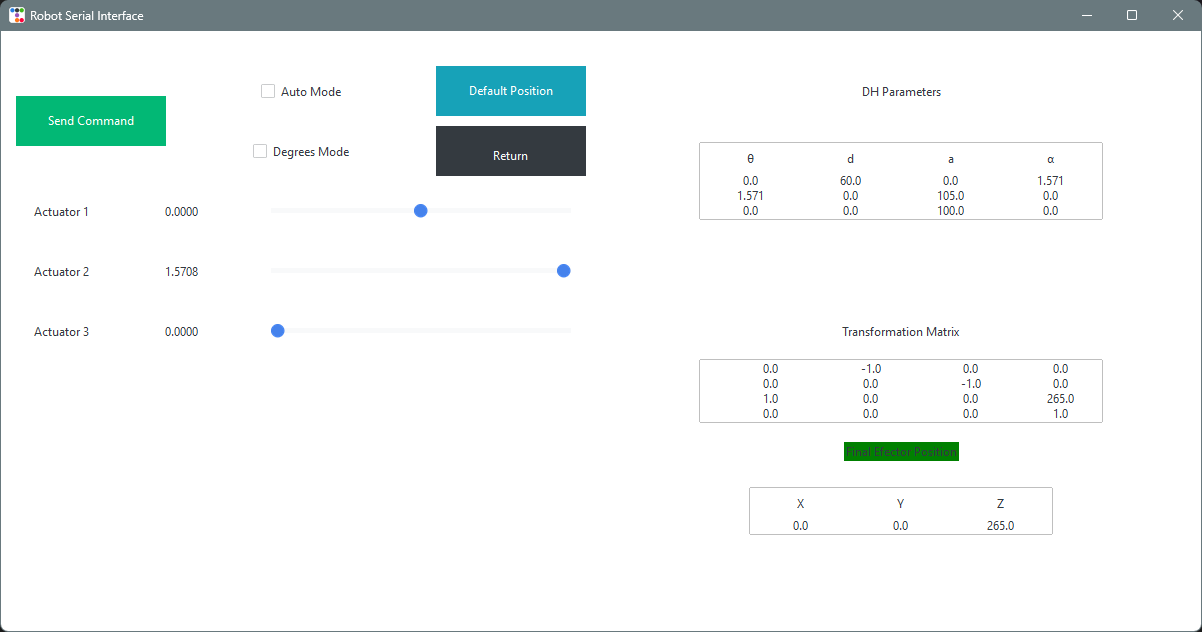 Robot Serial Interface
Send Command
Auto Mode
Degrees Mode
Default Position
Return
Actuator 1 0.0000
Actuator 2 1.5708
Actuator 3 0.0000
DH Parameters
θ d a α
0.0 60.0 0.0 1.571
1.571 0.0 105.0 0.0
0.0 0.0 100.0 0.0
Transformation Matrix
0.0 -1.0 0.0 0.0
0.0 0.0 -1.0 0.0
1.0 0.0 0.0 265.0
0.0 0.0 0.0 1.0
Final Efector Position
X Y Z
0.0 0.0 265.0